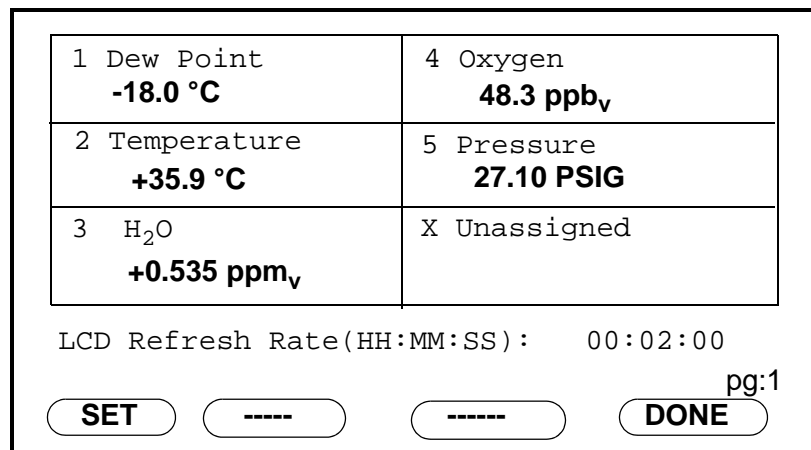 1 Dew Point
-18.0 °C
4 Oxygen
48.3 ppbv
2 Temperature
+35.9 °C
5 Pressure
27.10 PSIG
3 H2O
+0.535 ppmv
X Unassigned
LCD Refresh Rate(HH:MM:SS): 00:02:00
pg:1
SET ----- ------ DONE